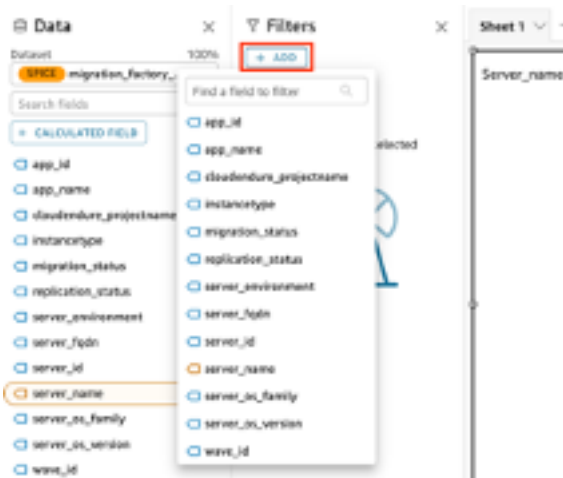 Data
Dataset 100%
SPICE migration_factory_
Search fields
+ CALCULATED FIELD
app_id
app_name
cloudendure_projectname
instancetype
migration_status
replication_status
server_environment
server_fqdn
server_id
server_name
server_os_family
server_os_version
wave_id
Filters
+ ADD
Find a field to filter
app_id
app_name
cloudendure_projectname
instancetype
migration_status
replication_status
server_environment
server_fqdn
server_id
server_name
server_os_family
server_os_version
wave_id
elected
Sheet 1
Server_name